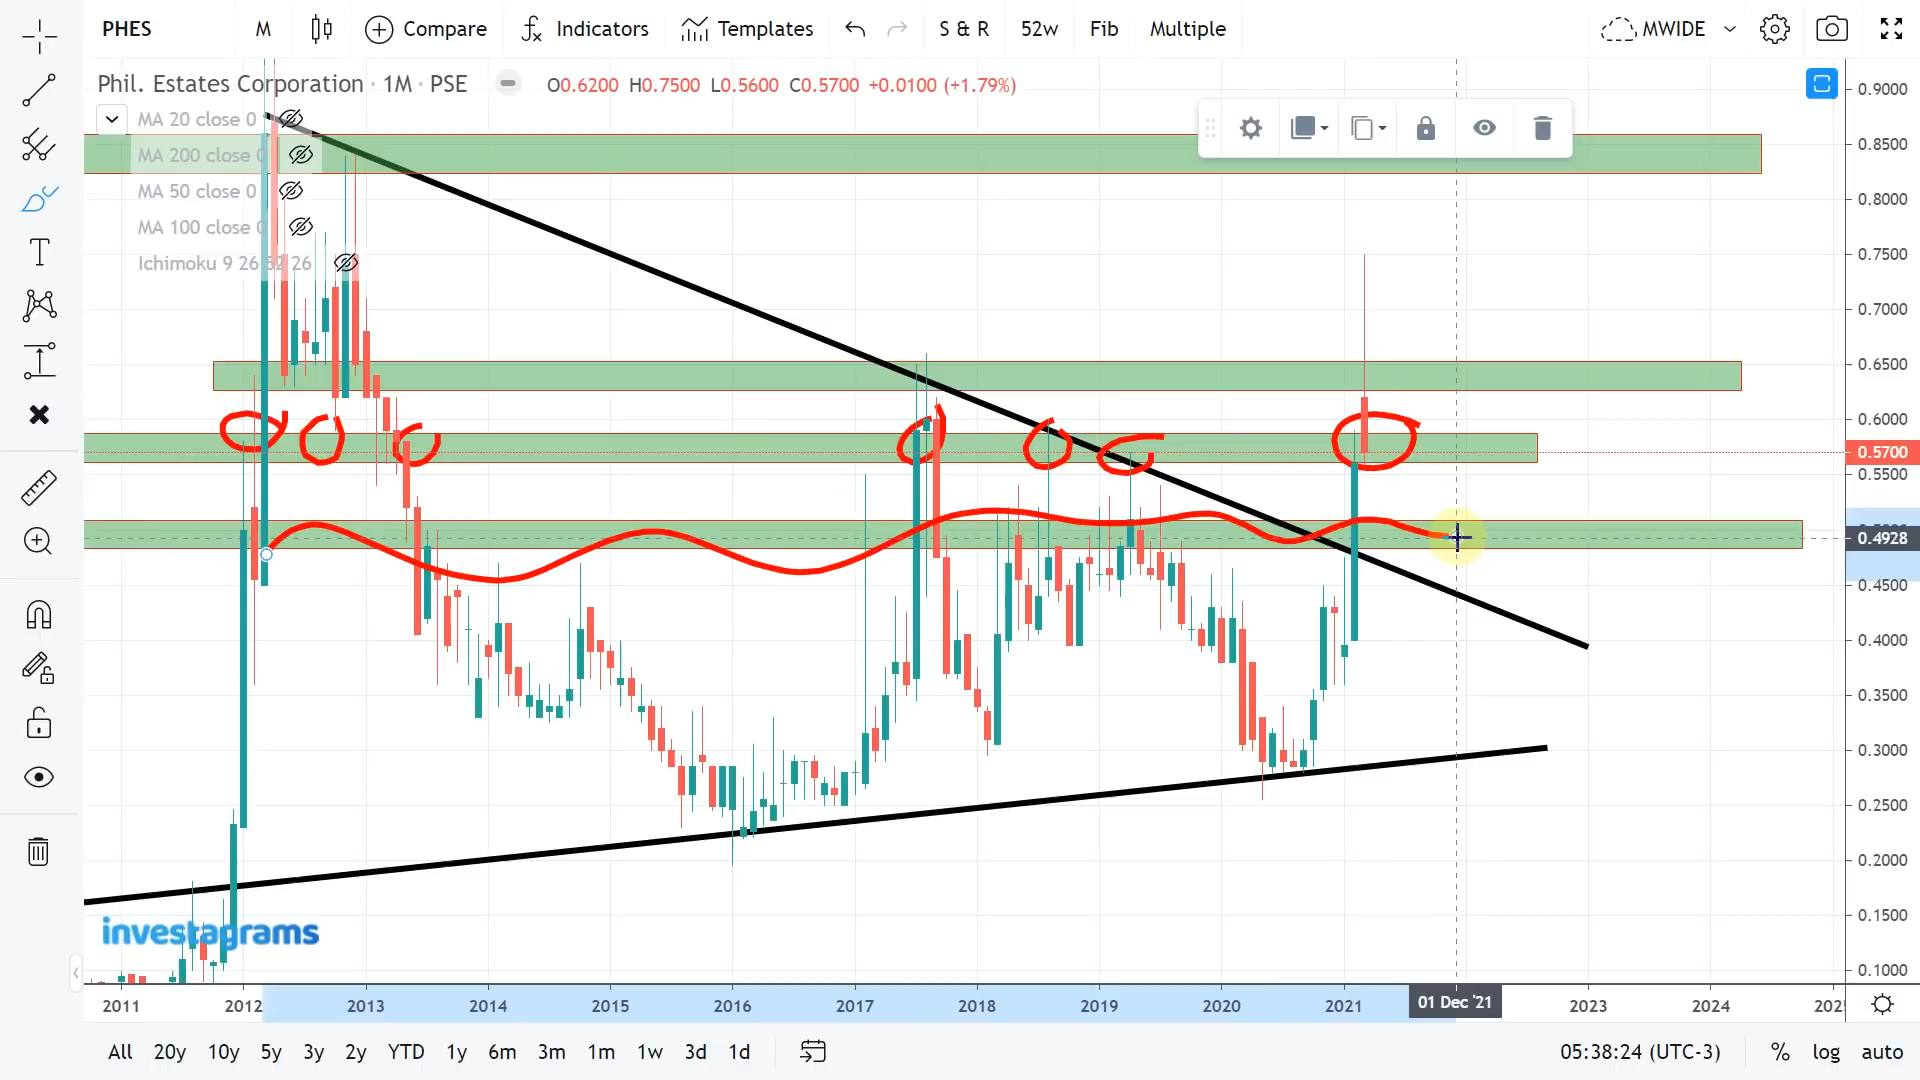 PHES M Compare Indicators Templates S & R 52w Fib Multiple MWIDE
Phil. Estates Corporation · 1M · PSE O0.6200 H0.7500 L0.5600 C0.5700 +0.0100 (+1.79%)
MA 20 close 0
MA 200 close 0
MA 50 close 0
MA 100 close 0
Ichimoku 9 26 52 26
0.9000
0.8500
0.8000
0.7500
0.7000
0.6500
0.6000
0.5700
0.5500
0.4928
0.4500
0.4000
0.3500
0.3000
0.2500
0.2000
0.1500
0.1000
investagrams
2011 2012 2013 2014 2015 2016 2017 2018 2019 2020 2021 01 Dec '21 2023 2024
All 20y 10y 5y 3y 2y YTD 1y 6m 3m 1m 1w 3d 1d 05:38:24 (UTC-3) % log auto